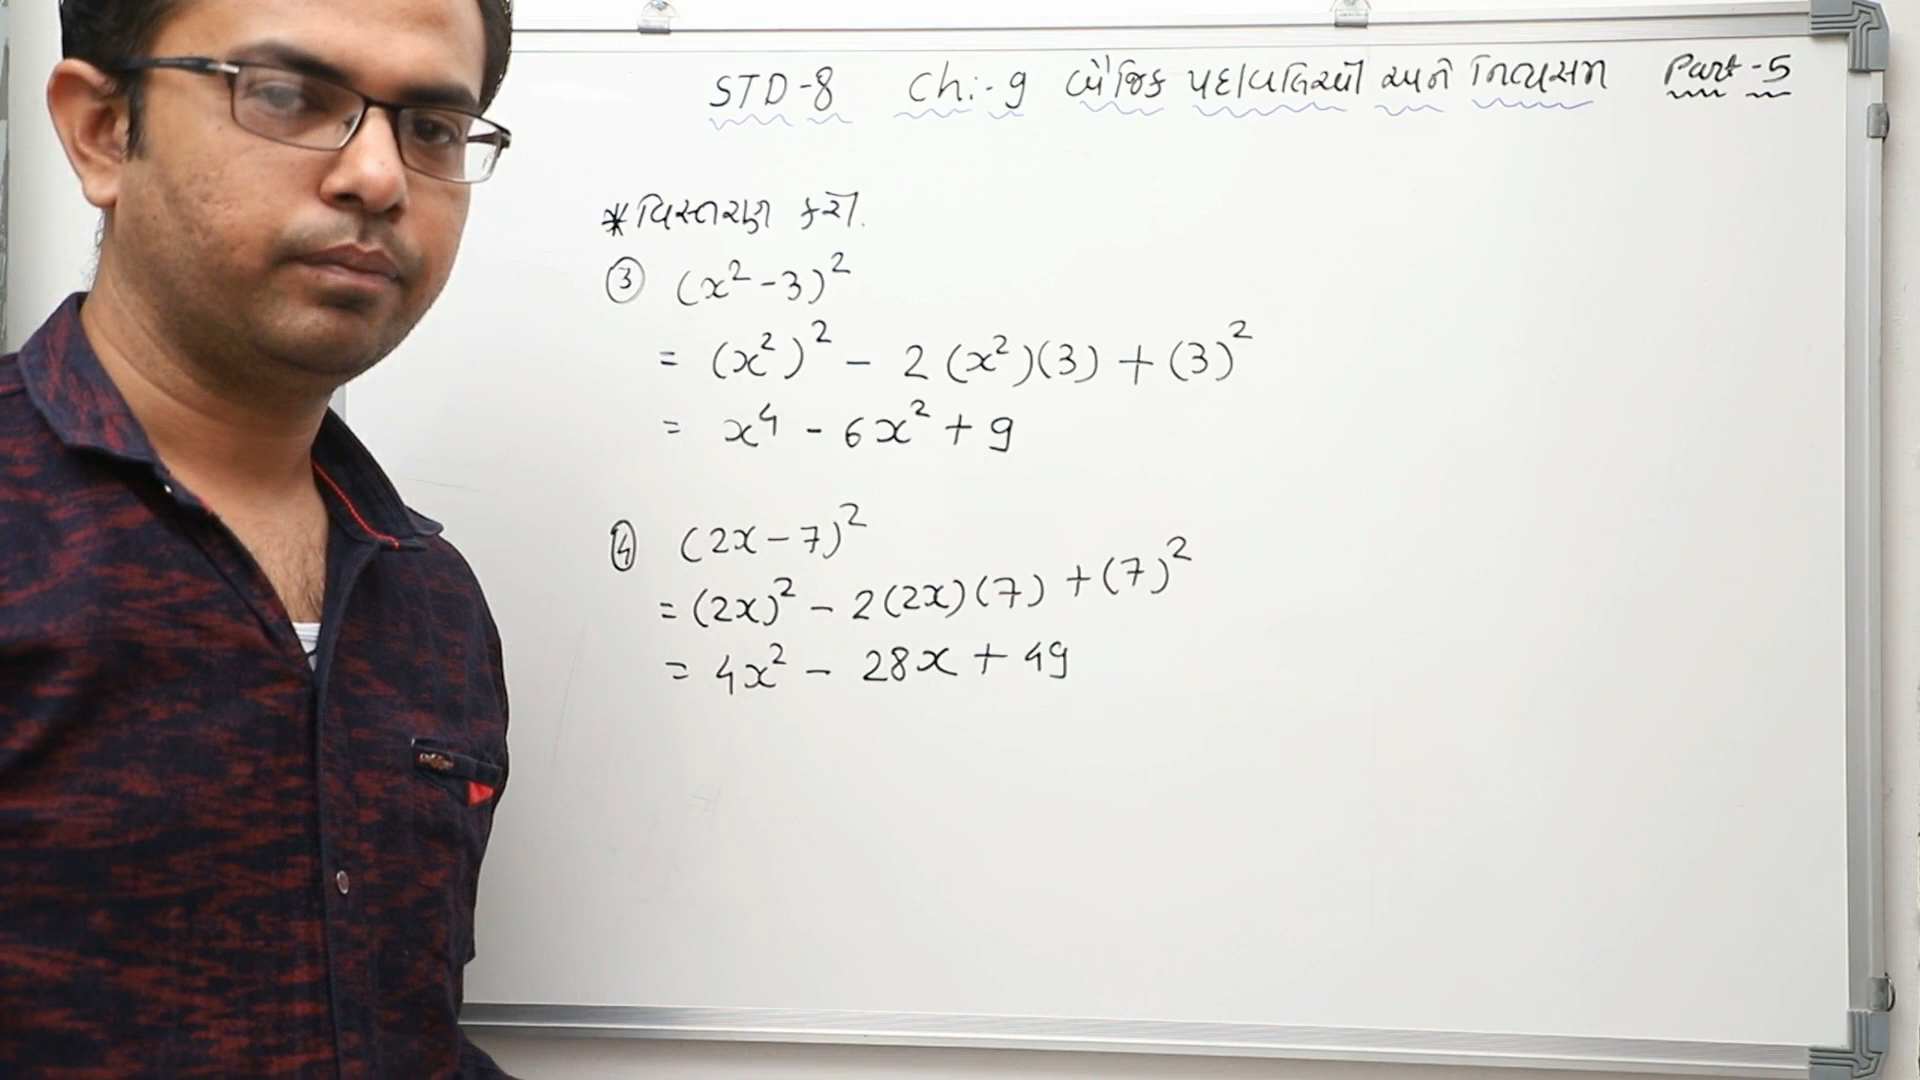 STD-8 Ch:-9 બૈજિક પદાવલિઓ અને નિત્યસમ Part-5
* વિસ્તરણ કરો.
③ (x²-3)²
= (x²)² - 2(x²)(3) + (3)²
= x⁴ - 6x² + 9
④ (2x-7)²
= (2x)² - 2(2x)(7) + (7)²
= 4x² - 28x + 49